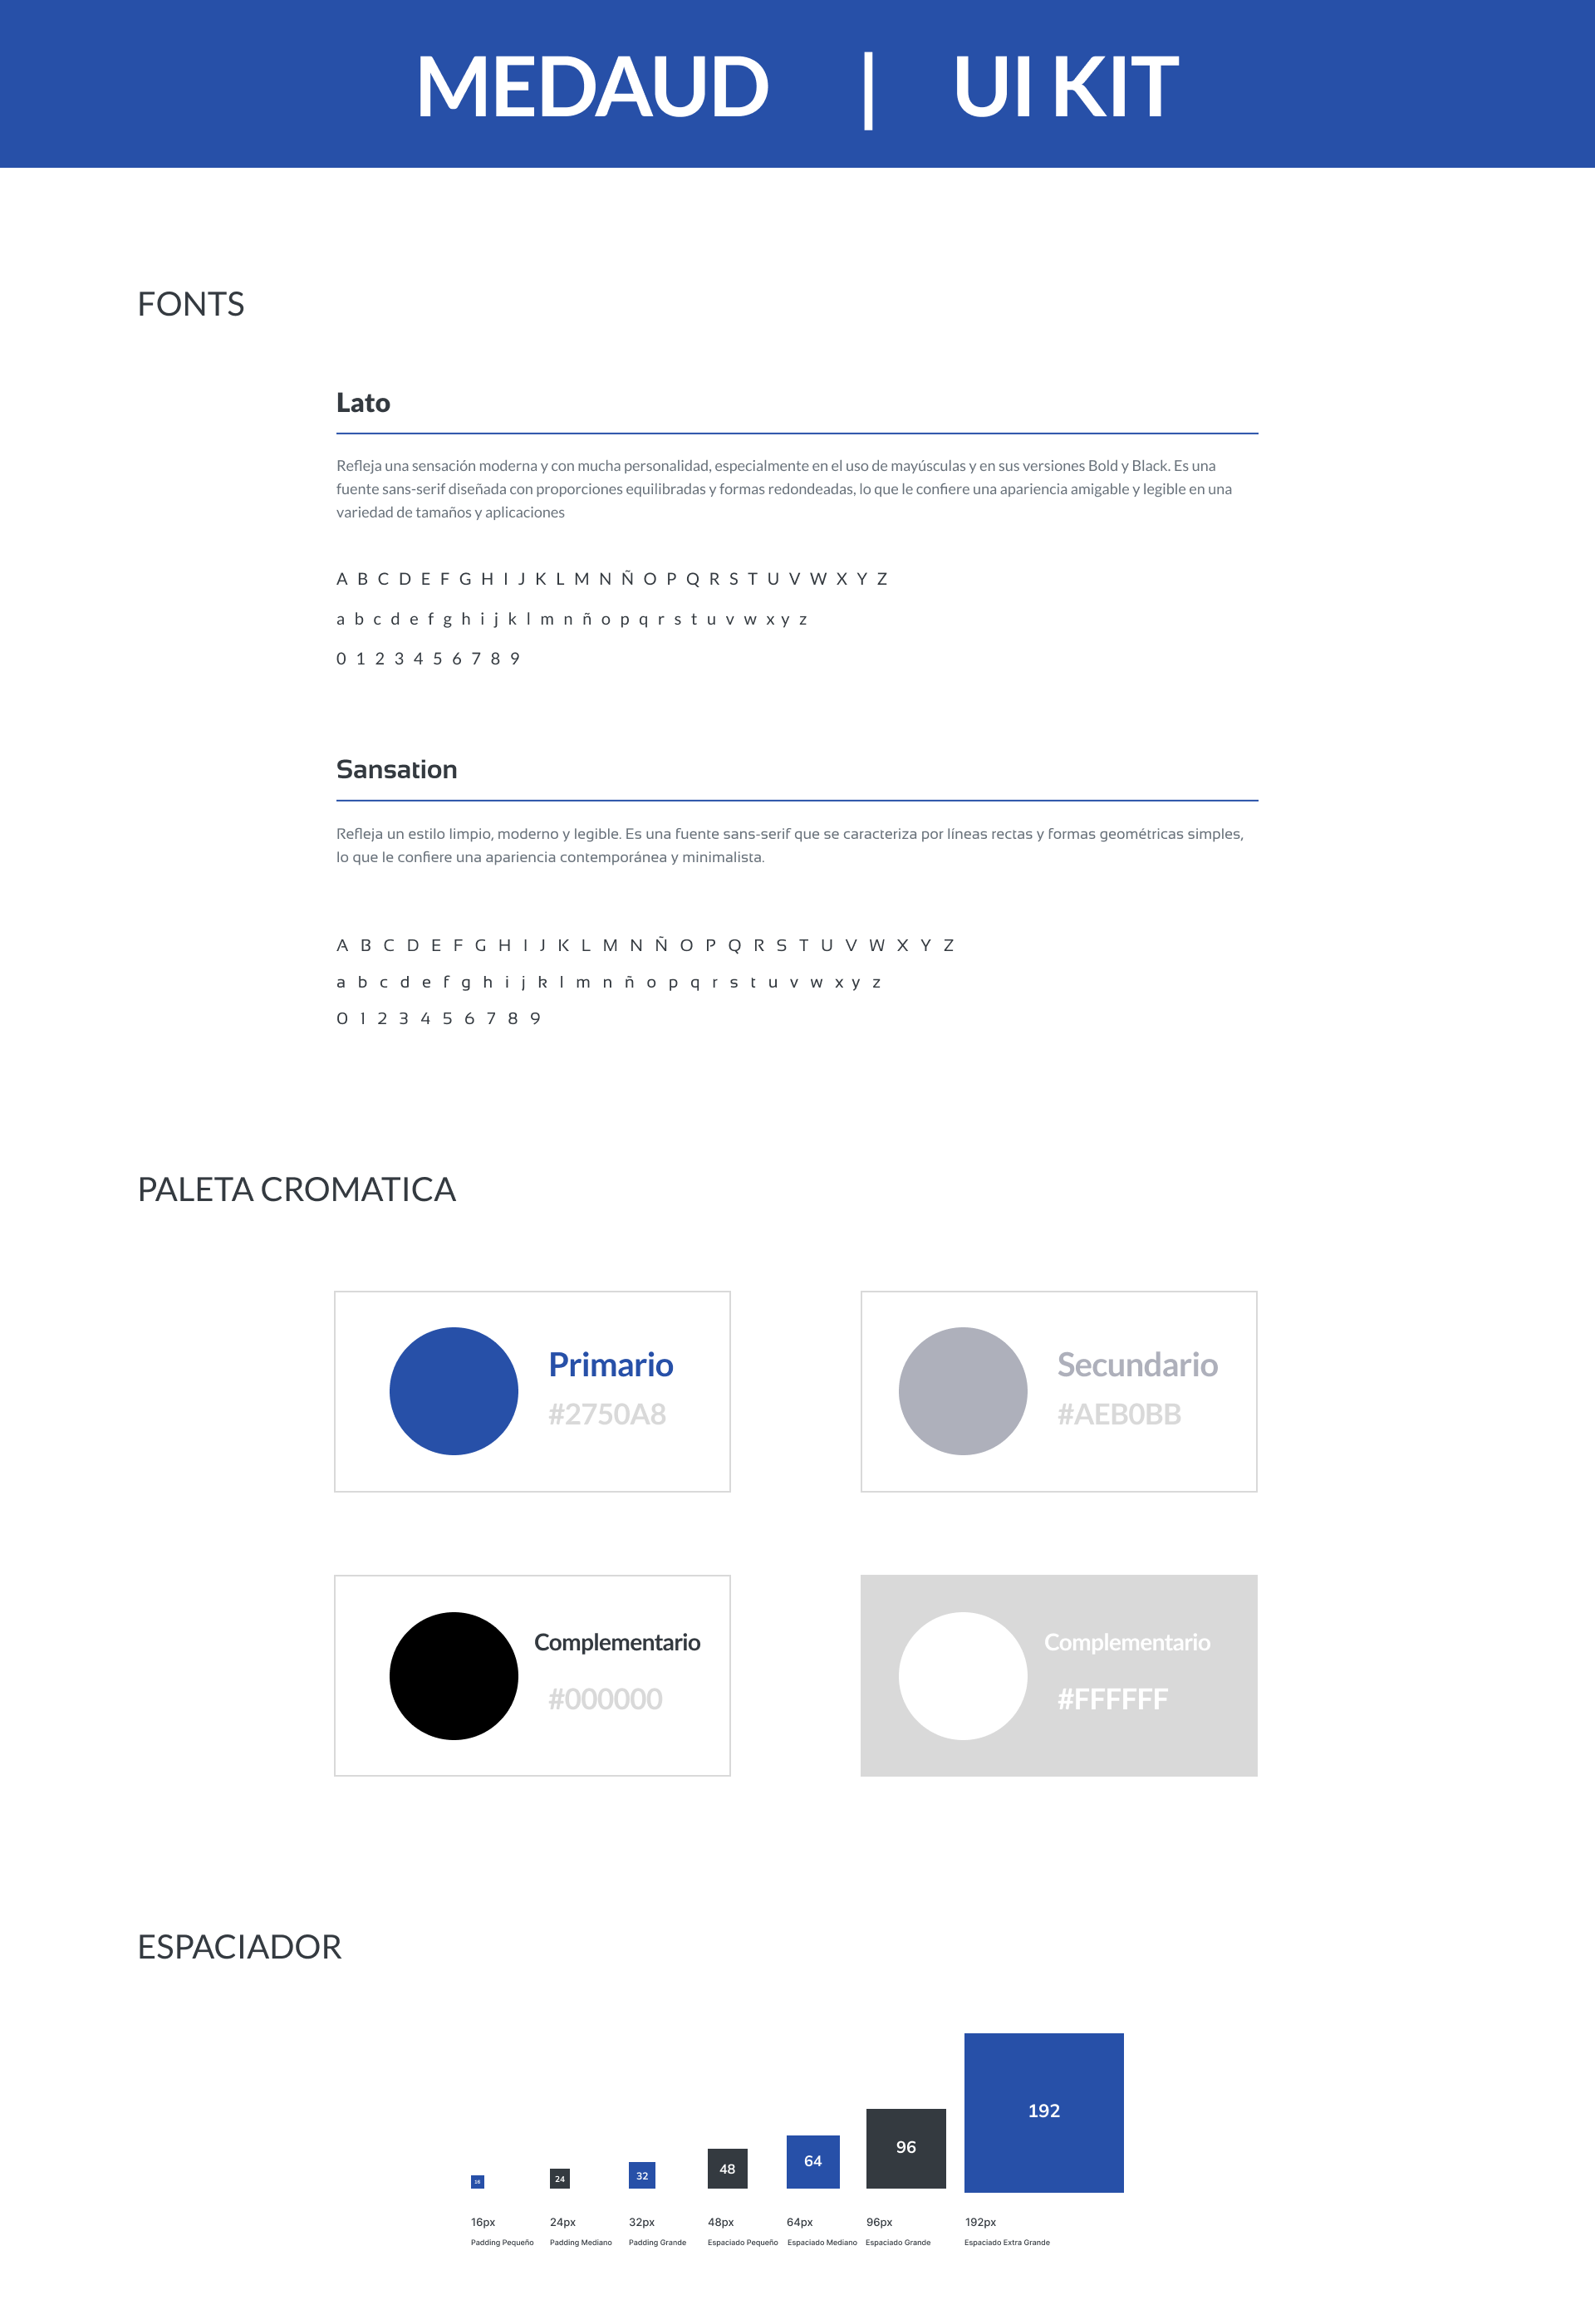 MEDAUD | UI KIT
FONTS
Lato
Refleja una sensación moderna y con mucha personalidad, especialmente en el uso de mayúsculas y en sus versiones Bold y Black. Es una
fuente sans-serif diseñada con proporciones equilibradas y formas redondeadas, lo que le confiere una apariencia amigable y legible en una
variedad de tamaños y aplicaciones
A B C D E F G H I J K L M N Ñ O P Q R S T U V W X Y Z
a b c d e f g h i j k l m n ñ o p q r s t u v w x y z
0 1 2 3 4 5 6 7 8 9
Sansation
Refleja un estilo limpio, moderno y legible. Es una fuente sans-serif que se caracteriza por líneas rectas y formas geométricas simples,
lo que le confiere una apariencia contemporánea y minimalista.
A B C D E F G H I J K L M N Ñ O P Q R S T U V W X Y Z
a b c d e f g h i j k l m n ñ o p q r s t u v w x y z
0 1 2 3 4 5 6 7 8 9
PALETA CROMATICA
Primario
#2750A8
Secundario
#AEB0BB
Complementario
#000000
Complementario
#FFFFFF
ESPACIADOR
16 24 32 48 64 96 192
16px 24px 32px 48px 64px 96px 192px
Padding Pequeño Padding Mediano Padding Grande Espaciado Pequeño Espaciado Mediano Espaciado Grande Espaciado Extra Grande